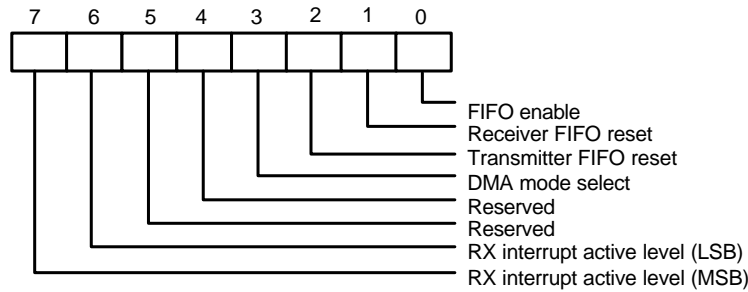 7 6 5 4 3 2 1 0
FIFO enable
Receiver FIFO reset
Transmitter FIFO reset
DMA mode select
Reserved
Reserved
RX interrupt active level (LSB)
RX interrupt active level (MSB)